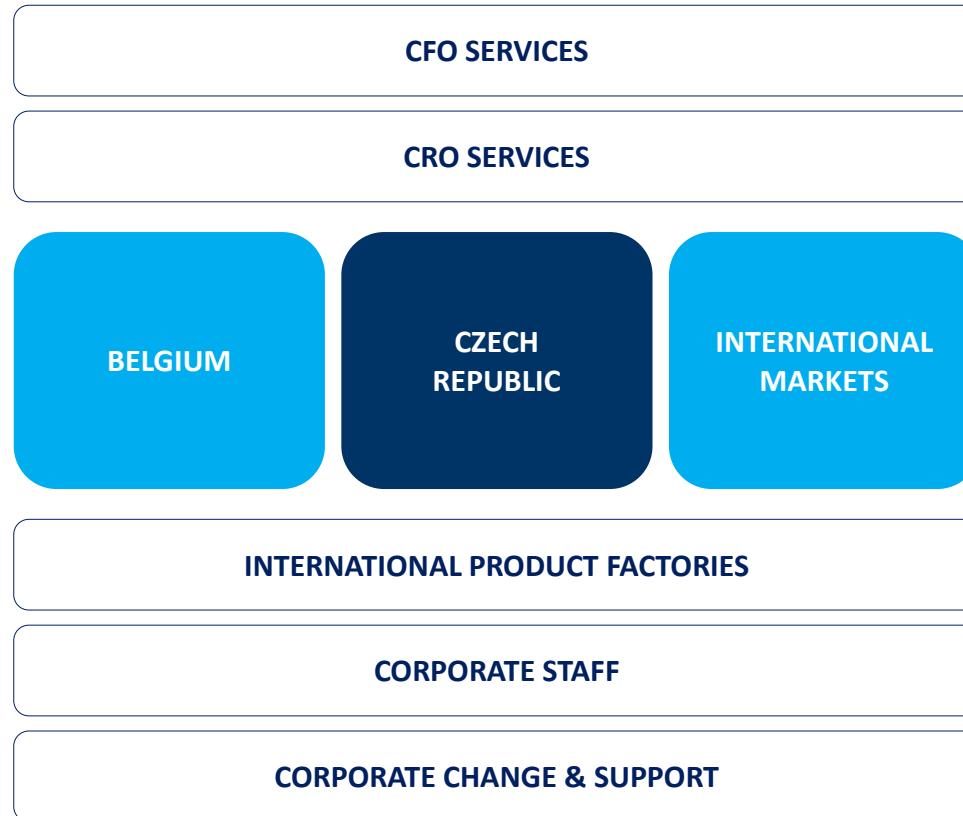 CFO SERVICES
CRO SERVICES
BELGIUM
CZECH
REPUBLIC
INTERNATIONAL
MARKETS
INTERNATIONAL PRODUCT FACTORIES
CORPORATE STAFF
CORPORATE CHANGE & SUPPORT